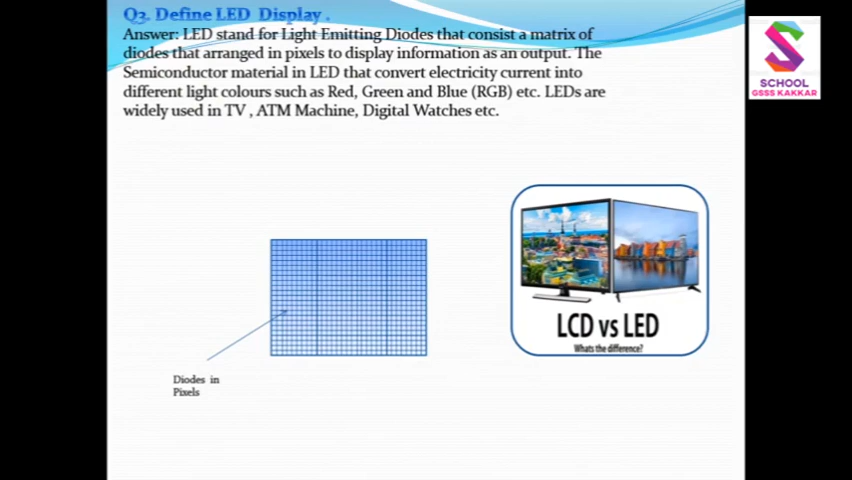 Q3. Define LED Display .
Answer: LED stand for Light Emitting Diodes that consist a matrix of
diodes that arranged in pixels to display information as an output. The
Semiconductor material in LED that convert electricity current into
different light colours such as Red, Green and Blue (RGB) etc. LEDs are
widely used in TV , ATM Machine, Digital Watches etc.
SCHOOL
GSSS KAKKAR
LCD vs LED
Whats the difference?
Diodes in
Pixels